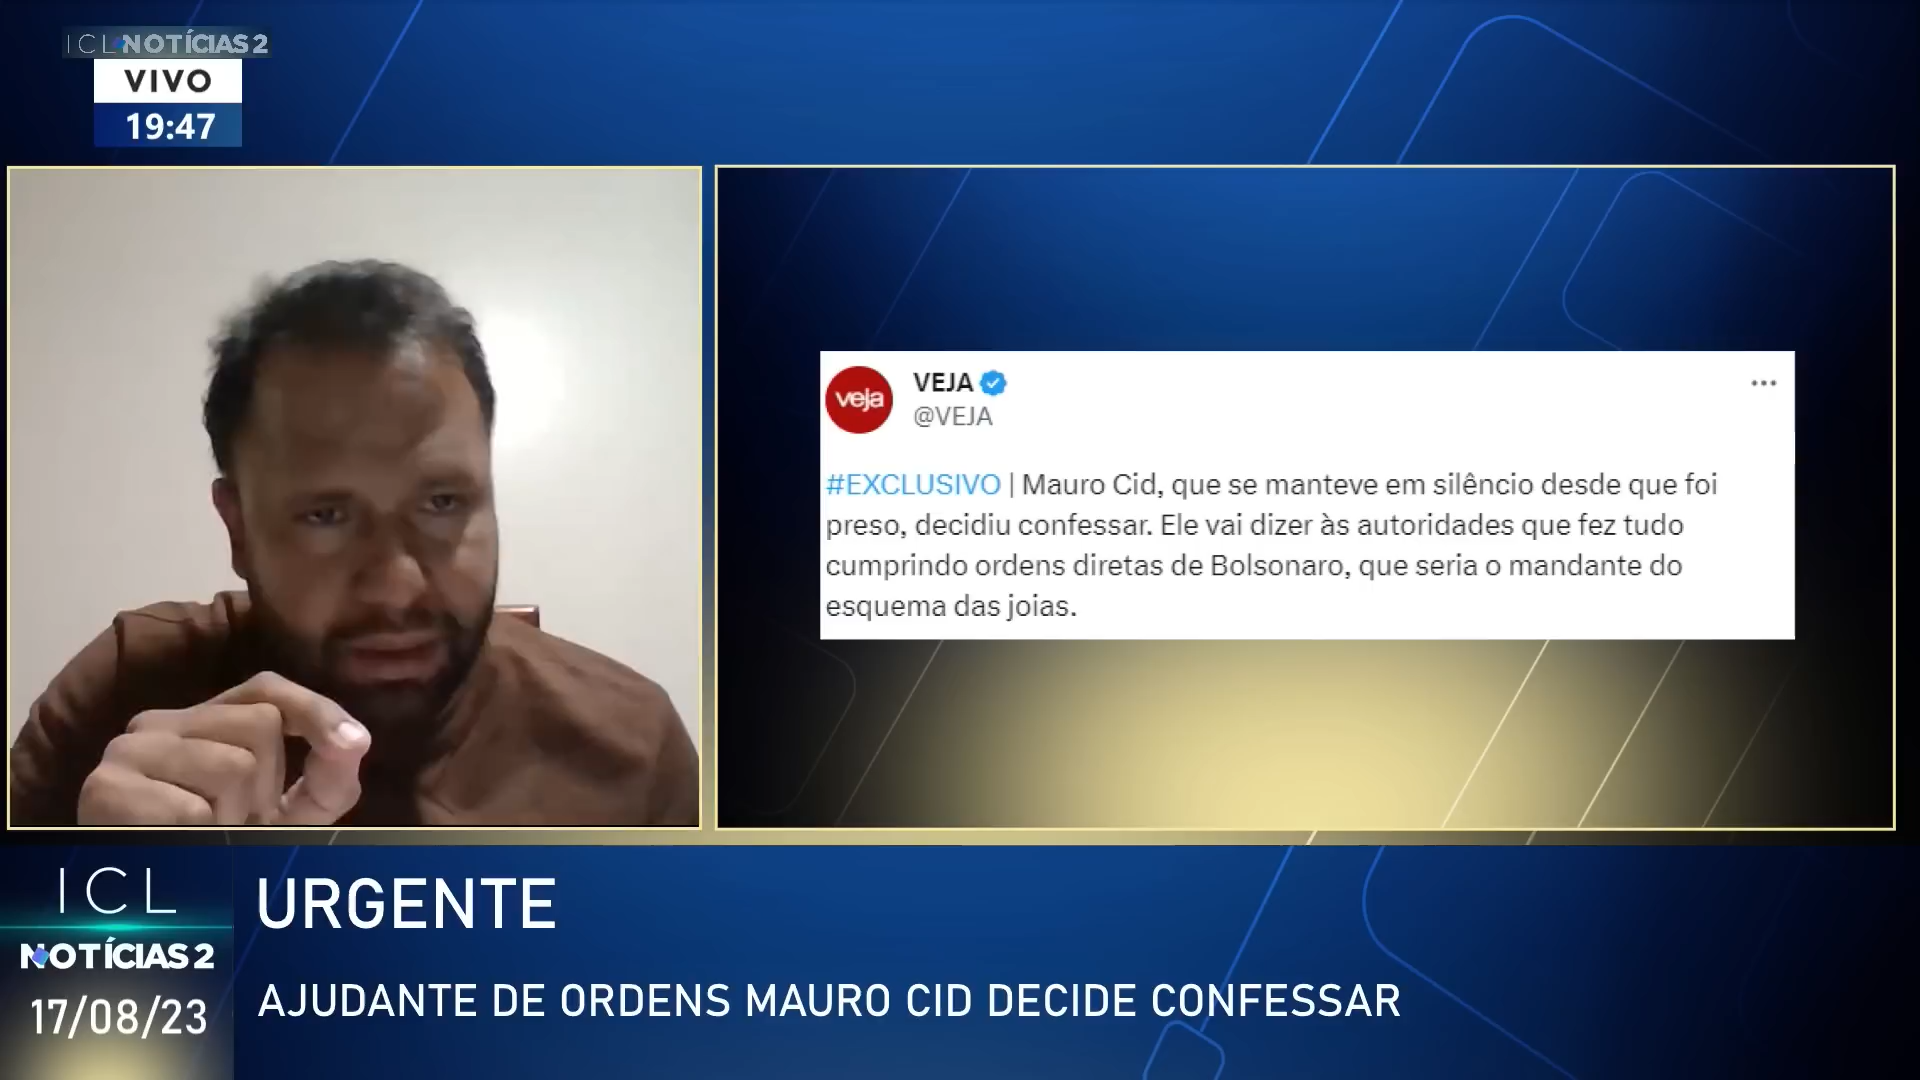 ICL NOTÍCIAS 2
VIVO
19:47
veja
VEJA
@VEJA
#EXCLUSIVO | Mauro Cid, que se manteve em silêncio desde que foi
preso, decidiu confessar. Ele vai dizer às autoridades que fez tudo
cumprindo ordens diretas de Bolsonaro, que seria o mandante do
esquema das joias.
ICL
NOTÍCIAS 2
17/08/23
URGENTE
AJUDANTE DE ORDENS MAURO CID DECIDE CONFESSAR